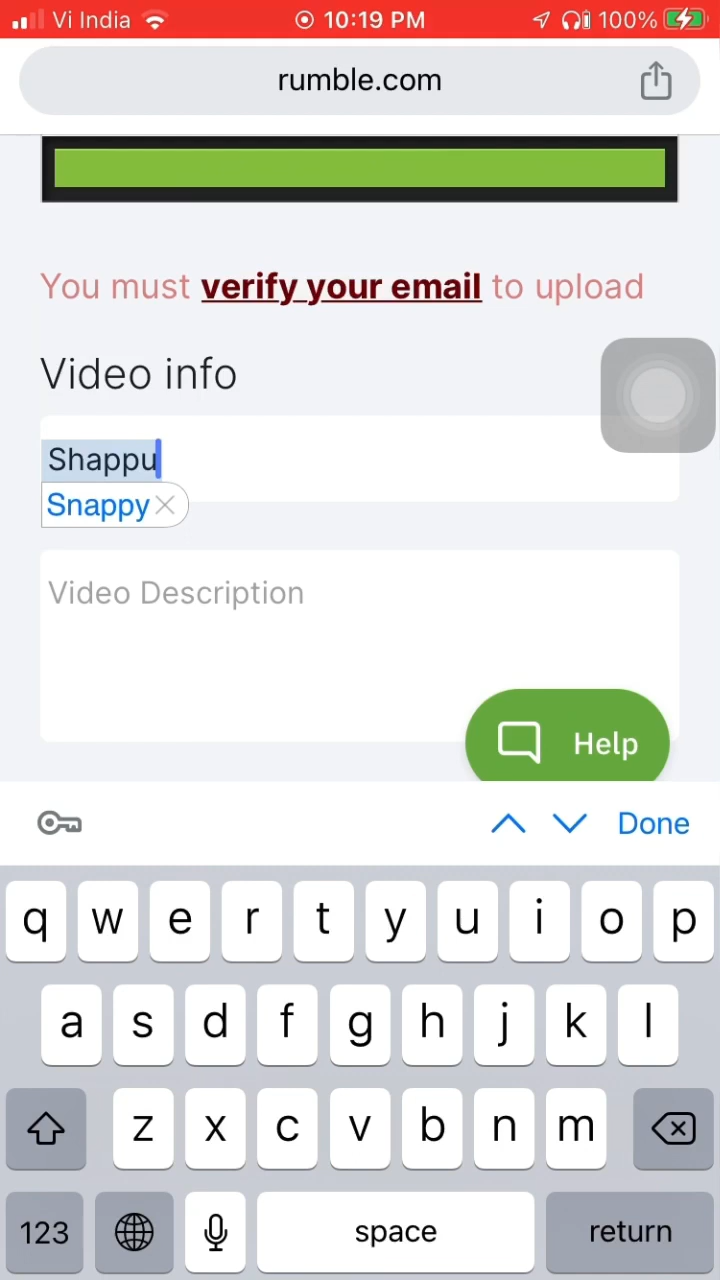 Vi India 10:19 PM 100%
rumble.com
You must verify your email to upload
Video info
Shappu
Snappy
Video Description
Help
Done
q w e r t y u i o p
a s d f g h j k l
z x c v b n m
123 space return